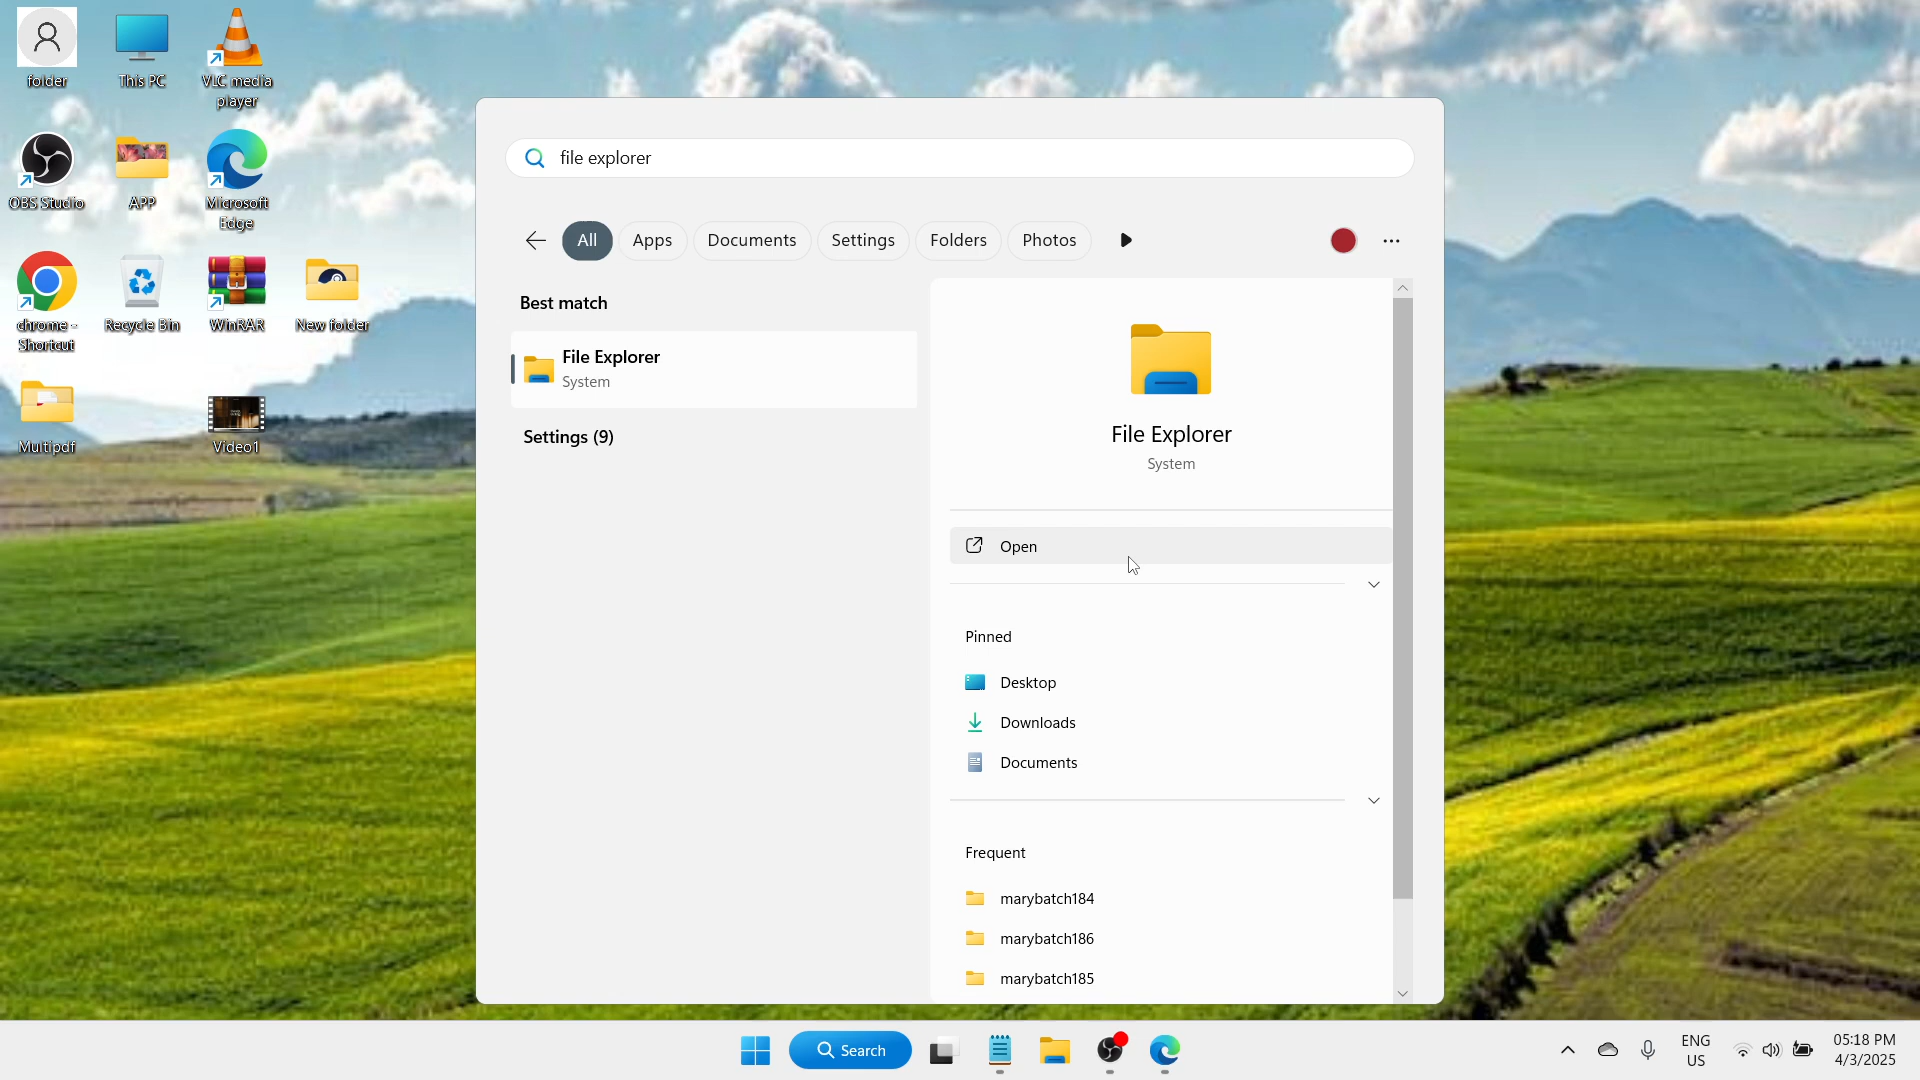 folder
This PC
VLC media
player
OBS Studio
APP
Microsoft
Edge
chrome -
Shortcut
Recycle Bin
WinRAR
New folder
Multipdf
Video1
file explorer
All
Apps
Documents
Settings
Folders
Photos
Best match
File Explorer
System
Settings (9)
File Explorer
System
Open
Pinned
Desktop
Downloads
Documents
Frequent
marybatch184
marybatch186
marybatch185
Search
ENG
US
05:18 PM
4/3/2025